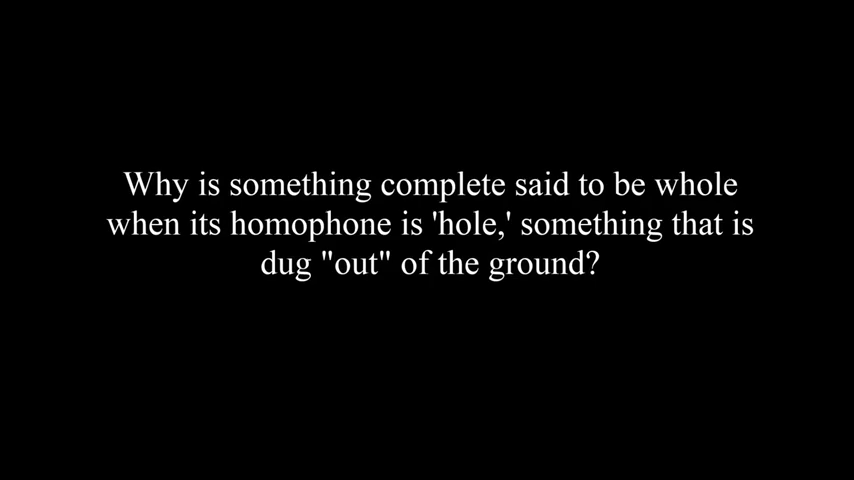 Why is something complete said to be whole
when its homophone is 'hole,' something that is
dug "out" of the ground?